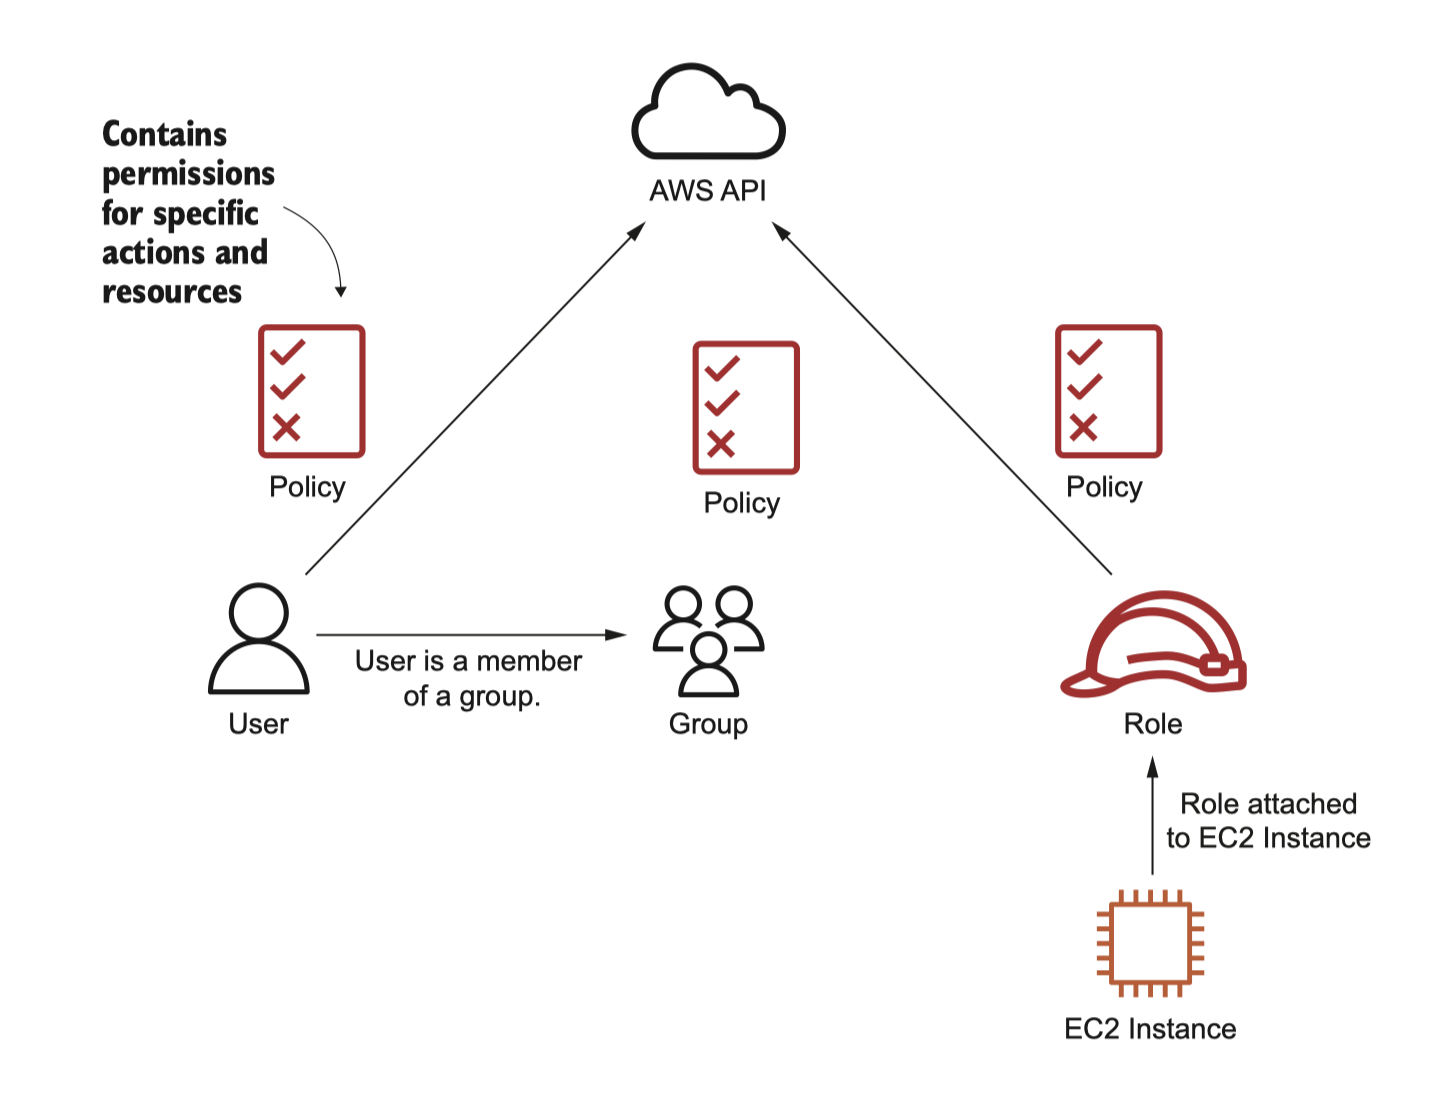 Contains
permissions
for specific
actions and
resources
AWS API
Policy
Policy
Policy
User is a member
of a group.
User
Group
Role
Role attached
to EC2 Instance
EC2 Instance